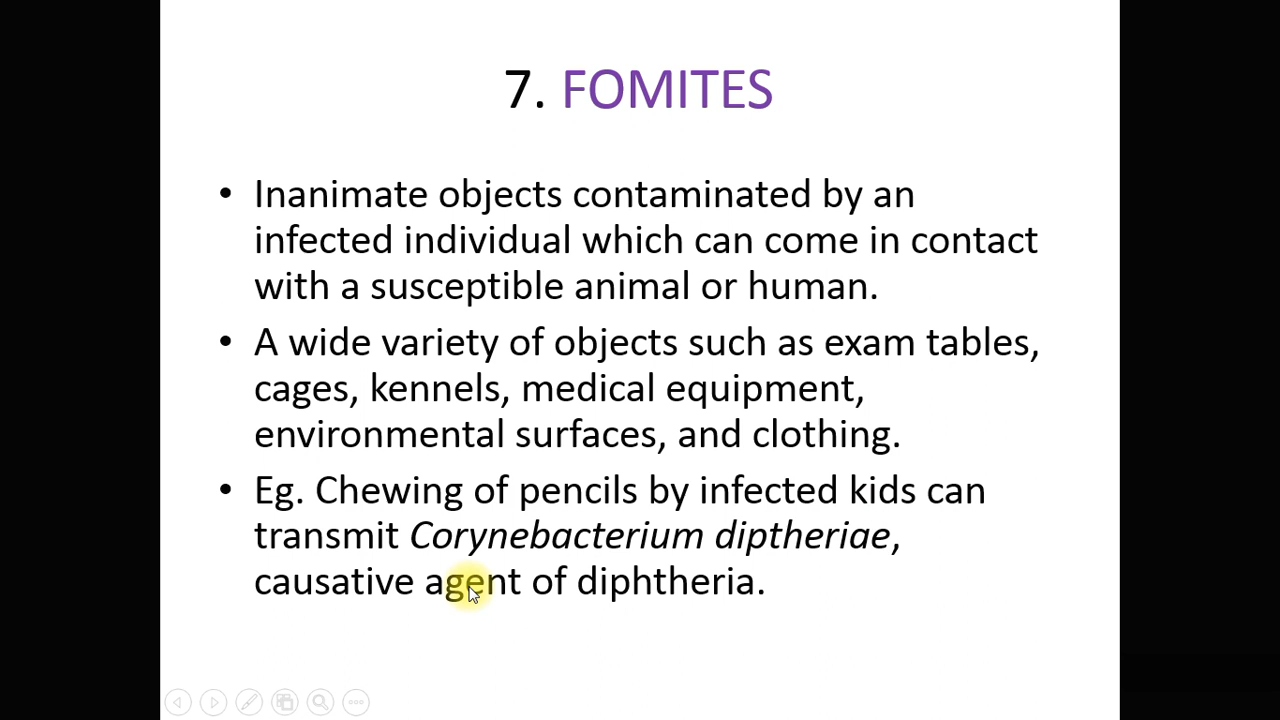 7. FOMITES
• Inanimate objects contaminated by an
infected individual which can come in contact
with a susceptible animal or human.
• A wide variety of objects such as exam tables,
cages, kennels, medical equipment,
environmental surfaces, and clothing.
• Eg. Chewing of pencils by infected kids can
transmit Corynebacterium diptheriae,
causative agent of diphtheria.